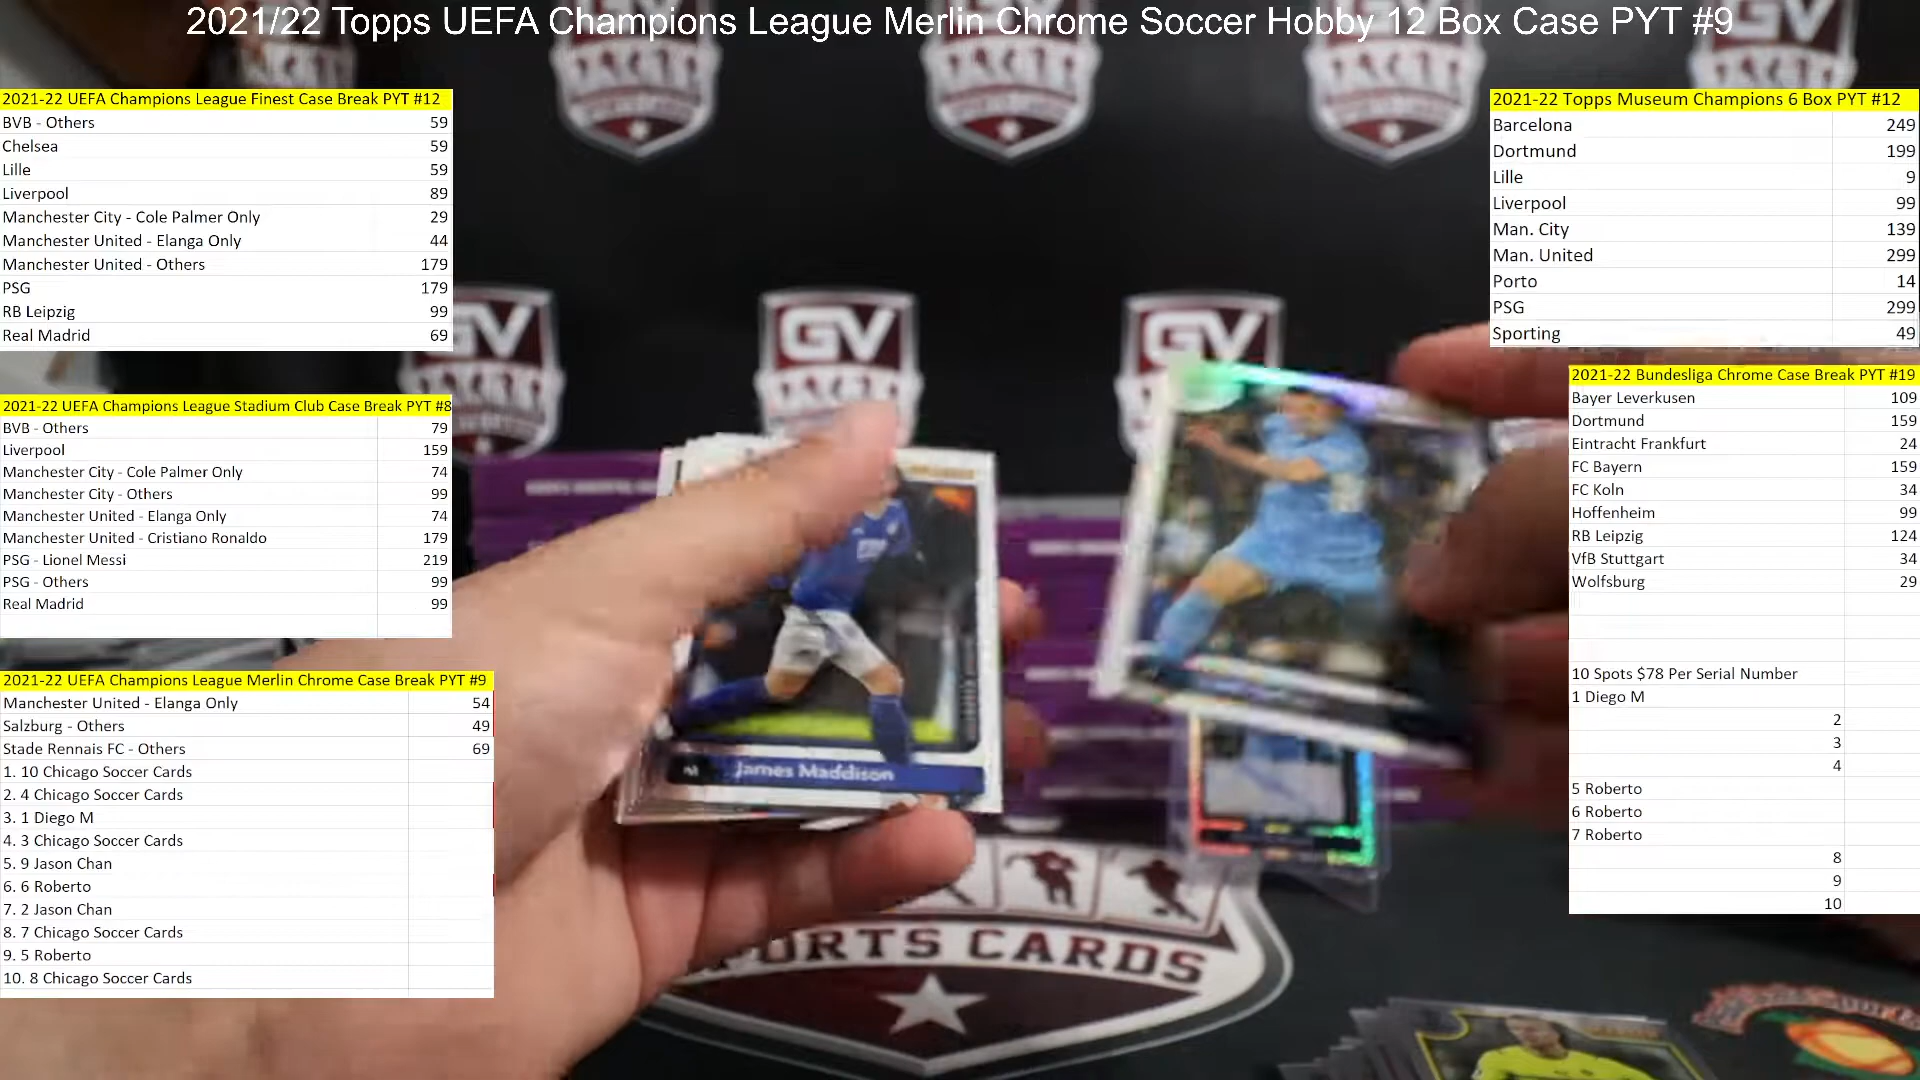 2021/22 Topps UEFA Champions League Merlin Chrome Soccer Hobby 12 Box Case PYT #9
2021-22 UEFA Champions League Finest Case Break PYT #12
BVB - Others 59
Chelsea 59
Lille 59
Liverpool 89
Manchester City - Cole Palmer Only 29
Manchester United - Elanga Only 44
Manchester United - Others 179
PSG 179
RB Leipzig 99
Real Madrid 69
2021-22 UEFA Champions League Stadium Club Case Break PYT #8
BVB - Others 79
Liverpool 159
Manchester City - Cole Palmer Only 74
Manchester City - Others 99
Manchester United - Elanga Only 74
Manchester United - Cristiano Ronaldo 179
PSG - Lionel Messi 219
PSG - Others 99
Real Madrid 99
2021-22 UEFA Champions League Merlin Chrome Case Break PYT #9
Manchester United - Elanga Only 54
Salzburg - Others 49
Stade Rennais FC - Others 69
1. 10 Chicago Soccer Cards
2. 4 Chicago Soccer Cards
3. 1 Diego M
4. 3 Chicago Soccer Cards
5. 9 Jason Chan
6. 6 Roberto
7. 2 Jason Chan
8. 7 Chicago Soccer Cards
9. 5 Roberto
10. 8 Chicago Soccer Cards
2021-22 Topps Museum Champions 6 Box PYT #12
Barcelona 249
Dortmund 199
Lille 9
Liverpool 99
Man. City 139
Man. United 299
Porto 14
PSG 299
Sporting 49
2021-22 Bundesliga Chrome Case Break PYT #19
Bayer Leverkusen 109
Dortmund 159
Eintracht Frankfurt 24
FC Bayern 159
FC Koln 34
Hoffenheim 99
RB Leipzig 124
VfB Stuttgart 34
Wolfsburg 29
10 Spots $78 Per Serial Number
1 Diego M
2
3
4
5 Roberto
6 Roberto
7 Roberto
8
9
10
GV
GV
GV
GV
GV
GV
James Maddison
PORTS CARDS